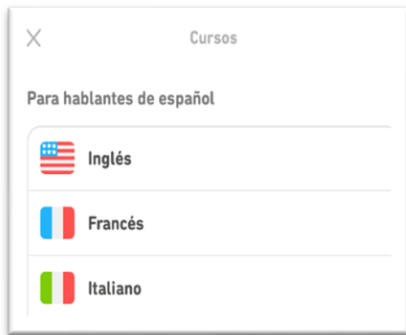 Cursos
Para hablantes de español
Inglés
Francés
Italiano